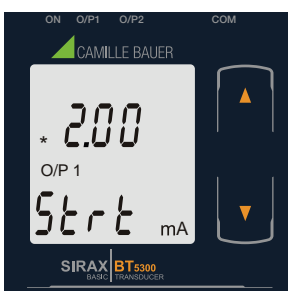 ON O/P1 O/P2 COM
CAMILLE BAUER
* 2.00
O/P 1
Strt mA
SIRAX BT5300
BASIC TRANSDUCER